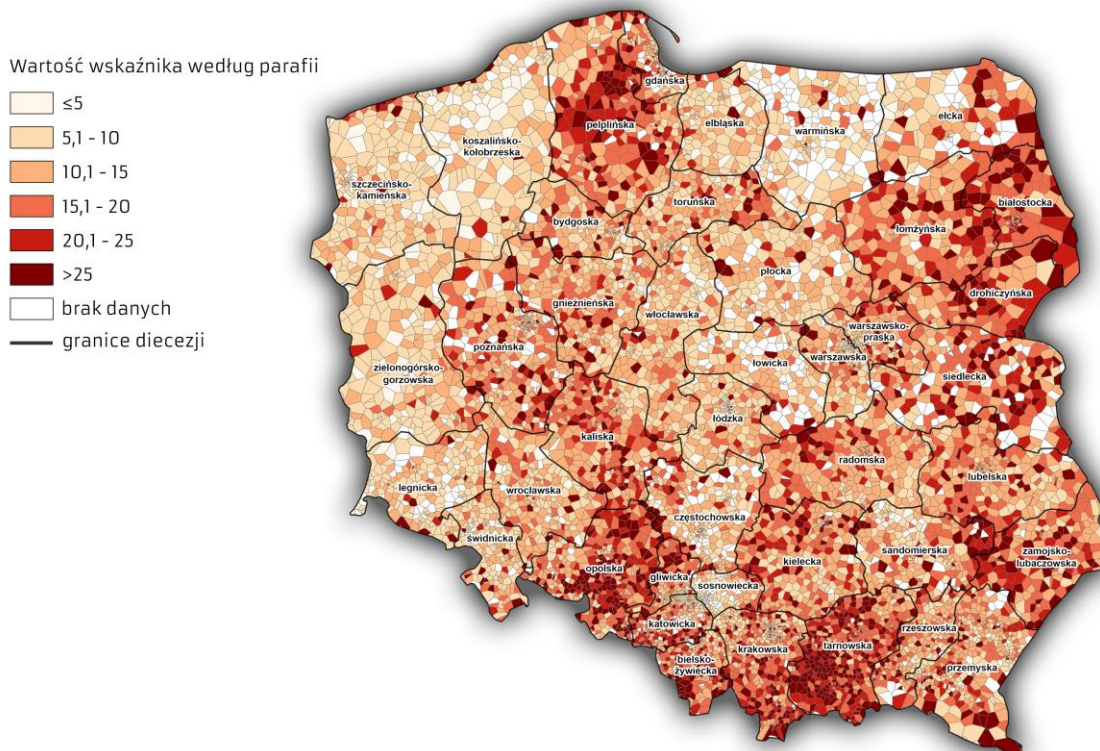 Wartość wskaźnika według parafii
≤5
5,1 - 10
10,1 - 15
15,1 - 20
20,1 - 25
>25
brak danych
granice diecezji
gdańska
pelplińska
elbląska
warmińska
ełcka
koszalińsko-
kołobrzeska
szczecińsko-
kamieńska
bydgoska
toruńska
łomżyńska
białostocka
płocka
drohiczyńska
gnieźnieńska
włocławska
poznańska
warszawsko-
praska
warszawska
łowicka
siedlecka
zielonogórsko-
gorzowska
łódzka
kaliska
radomska
lubelska
legnicka
wrocławska
częstochowska
świdnicka
sandomierska
zamojsko-
lubaczowska
opolska
kielecka
gliwicka
sosnowiecka
katowicka
rzeszowska
krakowska
tarnowska
bielsko-
żywiecka
przemyska